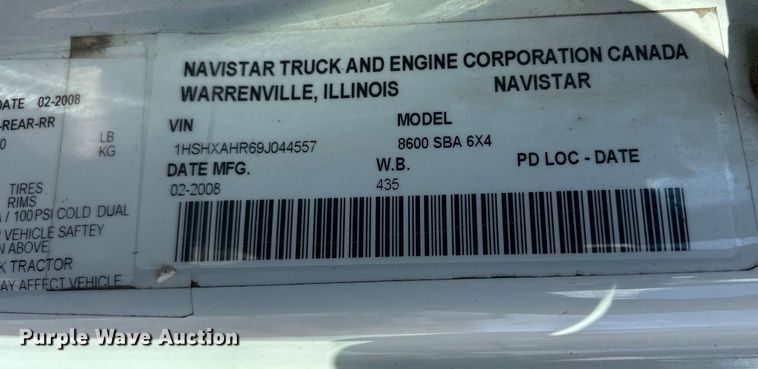 NAVISTAR TRUCK AND ENGINE CORPORATION CANADA
WARRENVILLE, ILLINOIS NAVISTAR
VIN MODEL
1HSHXAHR69J044557 8600 SBA 6X4
DATE MFG. W.B. PD LOC - DATE
02-2008 435
DATE 02-2008
-REAR-RR
0 LB
KG
TIRES
RIMS
/ 100 PSI COLD DUAL
VEHICLE SAFTEY
N ABOVE.
K TRACTOR
AY AFFECT VEHICLE
Purple Wave Auction